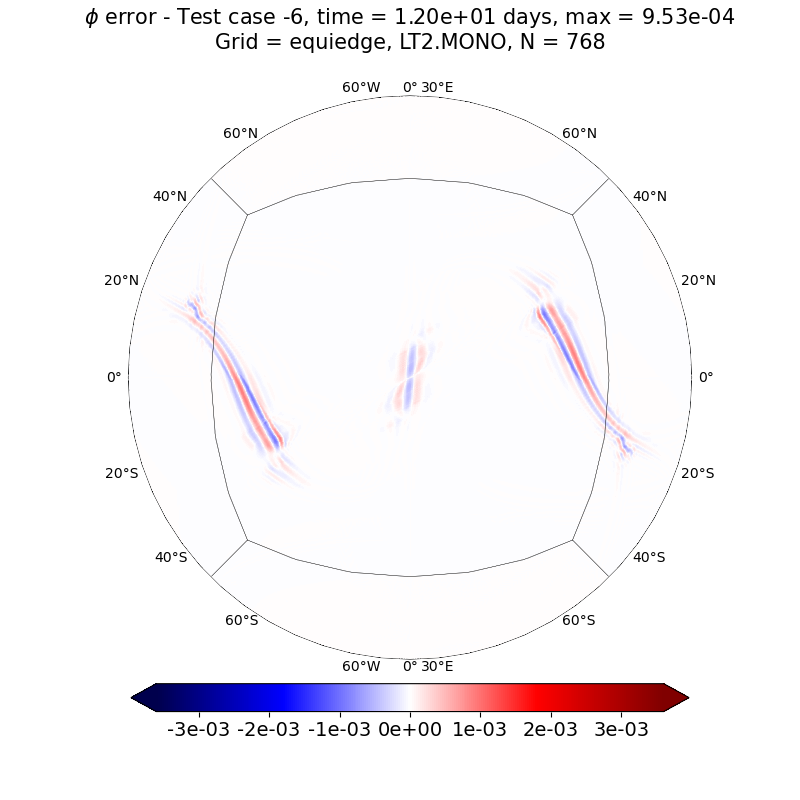 ϕ error - Test case -6, time = 1.20e+01 days, max = 9.53e-04
Grid = equiedge, LT2.MONO, N = 768
60°W 0° 30°E
60°N 60°N
40°N 40°N
20°N 20°N
0° 0°
20°S 20°S
40°S 40°S
60°S 60°S
60°W 0° 30°E
-3e-03 -2e-03 -1e-03 0e+00 1e-03 2e-03 3e-03